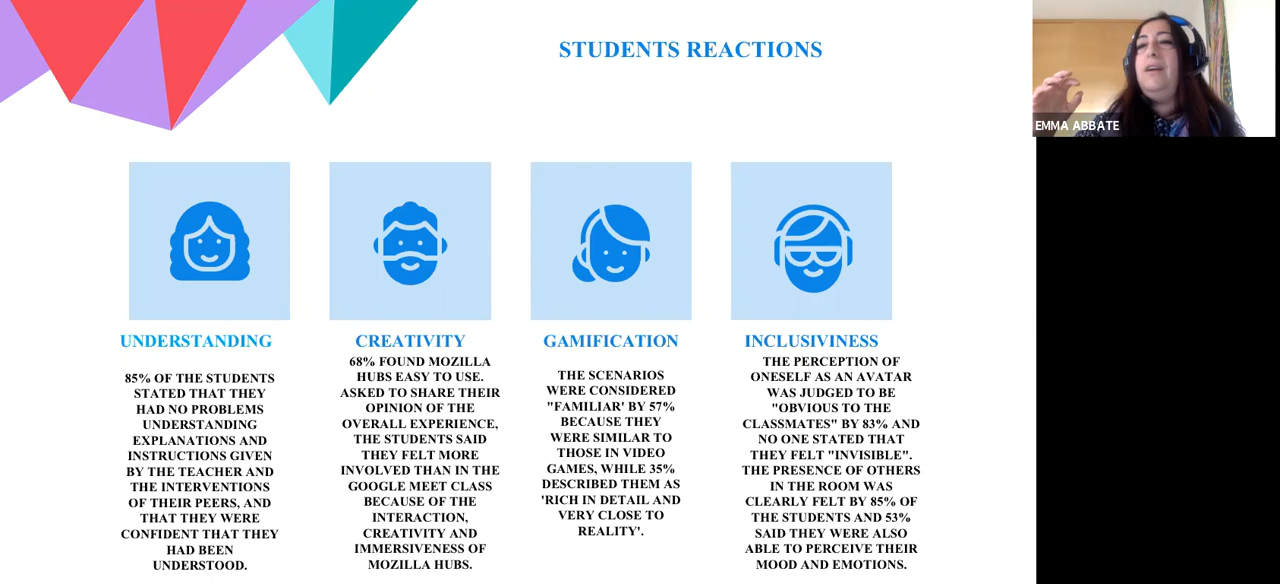 STUDENTS REACTIONS
EMMA ABBATE
UNDERSTANDING
85% OF THE STUDENTS
STATED THAT THEY
HAD NO PROBLEMS
UNDERSTANDING
EXPLANATIONS AND
INSTRUCTIONS GIVEN
BY THE TEACHER AND
THE INTERVENTIONS
OF THEIR PEERS, AND
THAT THEY WERE
CONFIDENT THAT THEY
HAD BEEN
UNDERSTOOD.
CREATIVITY
68% FOUND MOZILLA
HUBS EASY TO USE.
ASKED TO SHARE THEIR
OPINION OF THE
OVERALL EXPERIENCE,
THE STUDENTS SAID
THEY FELT MORE
INVOLVED THAN IN THE
GOOGLE MEET CLASS
BECAUSE OF THE
INTERACTION,
CREATIVITY AND
IMMERSIVENESS OF
MOZILLA HUBS.
GAMIFICATION
THE SCENARIOS
WERE CONSIDERED
"FAMILIAR' BY 57%
BECAUSE THEY
WERE SIMILAR TO
THOSE IN VIDEO
GAMES, WHILE 35%
DESCRIBED THEM AS
'RICH IN DETAIL AND
VERY CLOSE TO
REALITY'.
INCLUSIVINESS
THE PERCEPTION OF
ONESELF AS AN AVATAR
WAS JUDGED TO BE
"OBVIOUS TO THE
CLASSMATES" BY 83% AND
NO ONE STATED THAT
THEY FELT "INVISIBLE".
THE PRESENCE OF OTHERS
IN THE ROOM WAS
CLEARLY FELT BY 85% OF
THE STUDENTS AND 53%
SAID THEY WERE ALSO
ABLE TO PERCEIVE THEIR
MOOD AND EMOTIONS.